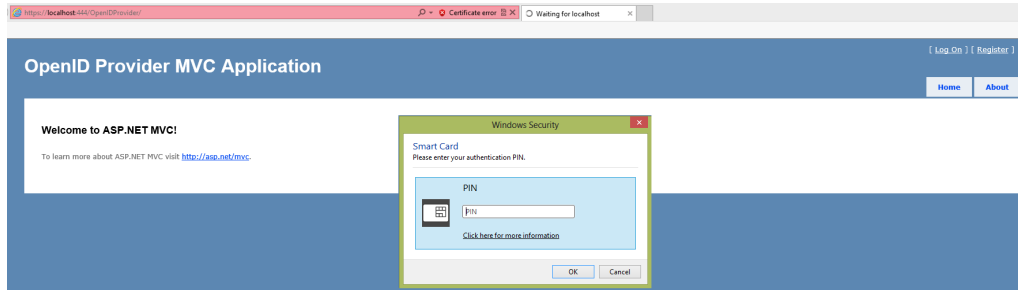 https://localhost:444/OpenIDProvider/
Certificate error
Waiting for localhost
[ Log On ] [ Register ]
OpenID Provider MVC Application
Home
About
Welcome to ASP.NET MVC!
To learn more about ASP.NET MVC visit http://asp.net/mvc.
Windows Security
Smart Card
Please enter your authentication PIN.
PIN
PIN
Click here for more information
OK
Cancel